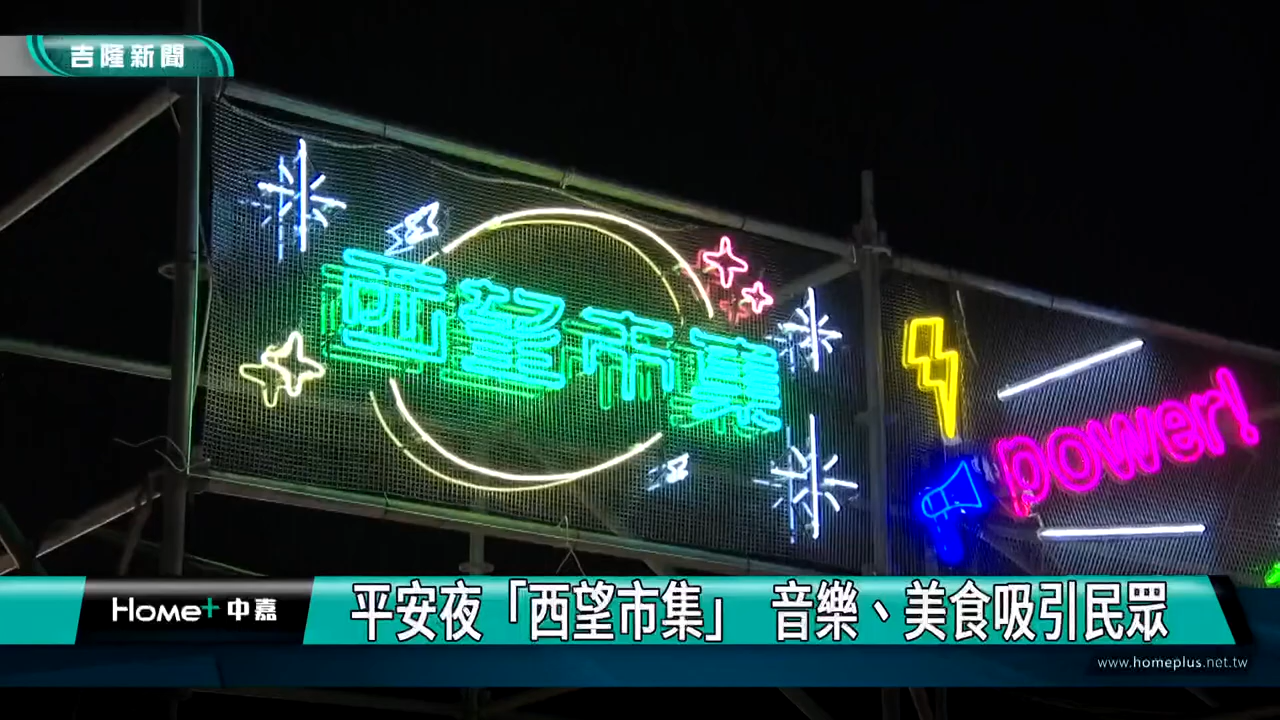 吉隆新聞
西望市集
power!
Home+中嘉
平安夜「西望市集」 音樂、美食吸引民眾
www.homeplus.net.tw